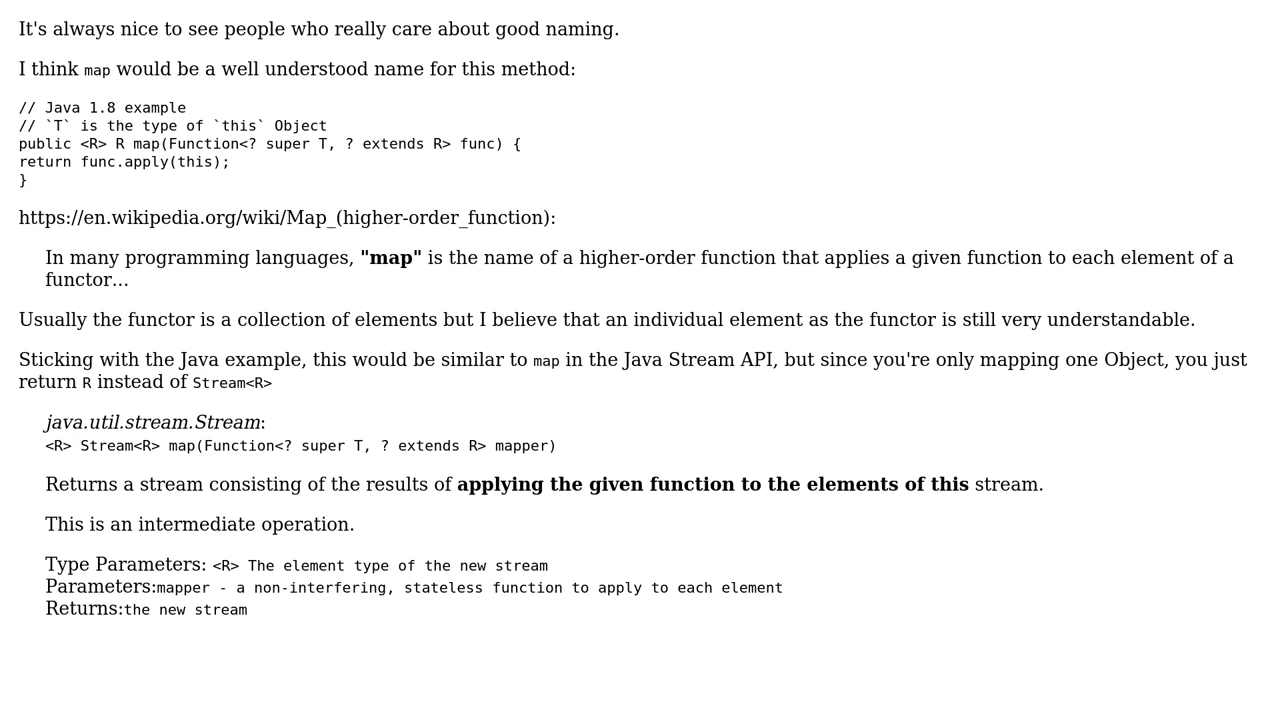 It's always nice to see people who really care about good naming.
I think map would be a well understood name for this method:
// Java 1.8 example
// `T` is the type of `this` Object
public <R> R map(Function<? super T, ? extends R> func) {
return func.apply(this);
}
https://en.wikipedia.org/wiki/Map_(higher-order_function):
In many programming languages, "map" is the name of a higher-order function that applies a given function to each element of a
functor…
Usually the functor is a collection of elements but I believe that an individual element as the functor is still very understandable.
Sticking with the Java example, this would be similar to map in the Java Stream API, but since you're only mapping one Object, you just
return R instead of Stream<R>
java.util.stream.Stream:
<R> Stream<R> map(Function<? super T, ? extends R> mapper)
Returns a stream consisting of the results of applying the given function to the elements of this stream.
This is an intermediate operation.
Type Parameters: <R> The element type of the new stream
Parameters:mapper - a non-interfering, stateless function to apply to each element
Returns:the new stream